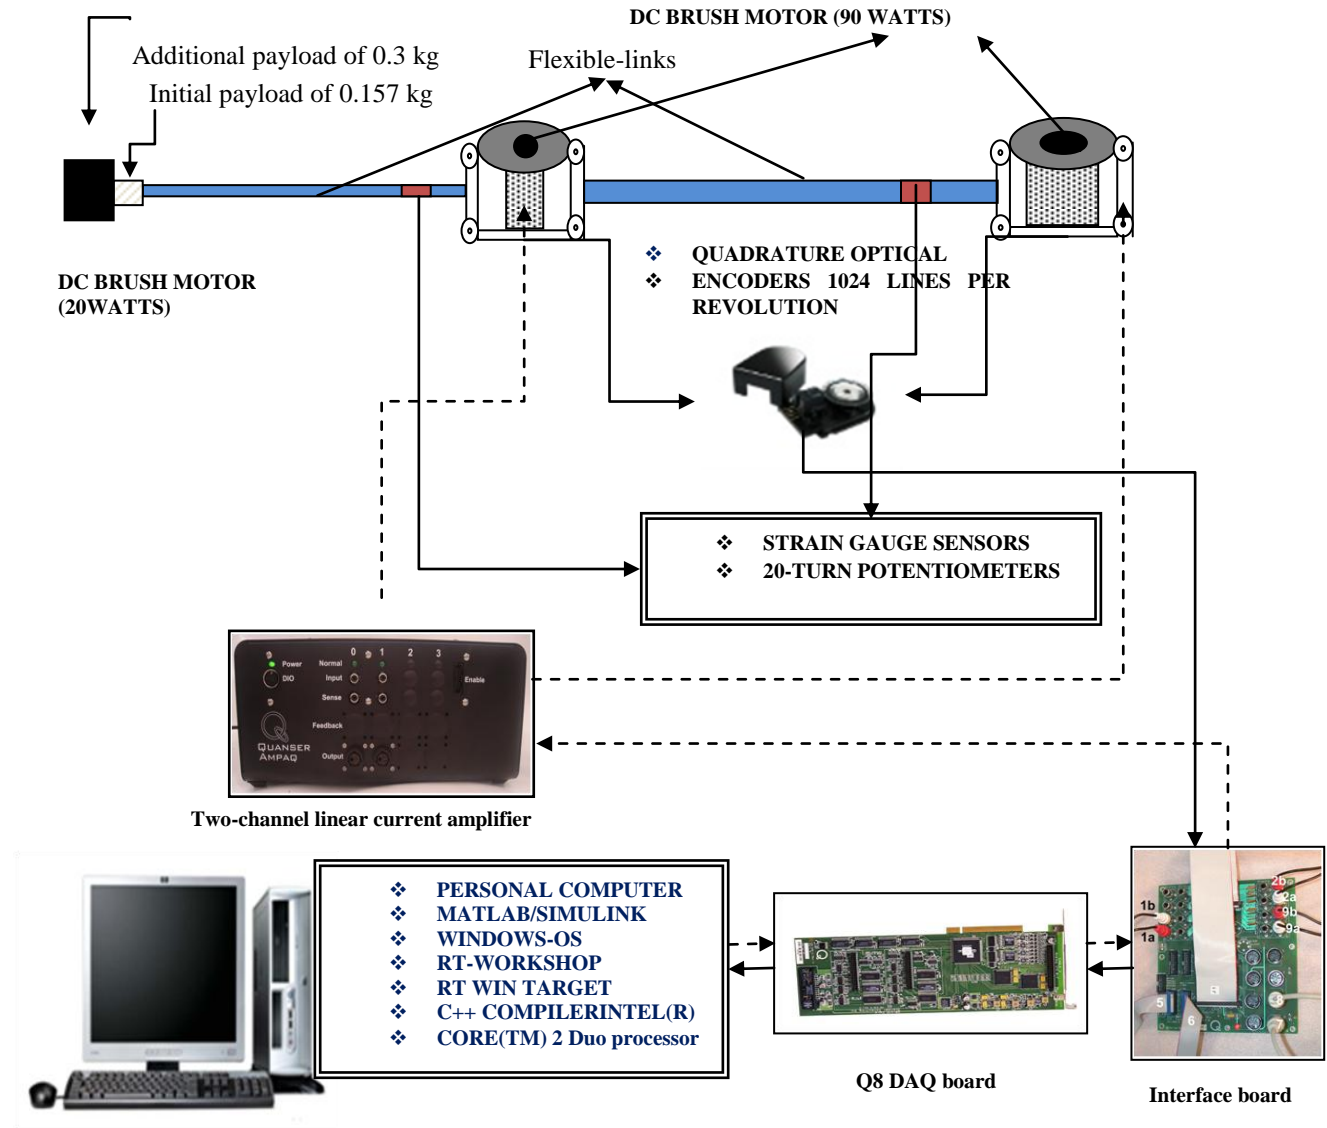 DC BRUSH MOTOR (90 WATTS)
Additional payload of 0.3 kg
Flexible-links
Initial payload of 0.157 kg
DC BRUSH MOTOR
(20WATTS)
❖ QUADRATURE OPTICAL
❖ ENCODERS 1024 LINES PER
REVOLUTION
❖ STRAIN GAUGE SENSORS
❖ 20-TURN POTENTIOMETERS
0 1 2 3
Power Normal
DIO Input Enable
Sense
Feedback
QUANSER
AMPAQ
Output
Two-channel linear current amplifier
❖ PERSONAL COMPUTER
❖ MATLAB/SIMULINK
❖ WINDOWS-OS
❖ RT-WORKSHOP
❖ RT WIN TARGET
❖ C++ COMPILERINTEL(R)
❖ CORE(TM) 2 Duo processor
Q8 DAQ board
2b
2a
1b 9b
1a 9a
5 6 8
7
Interface board